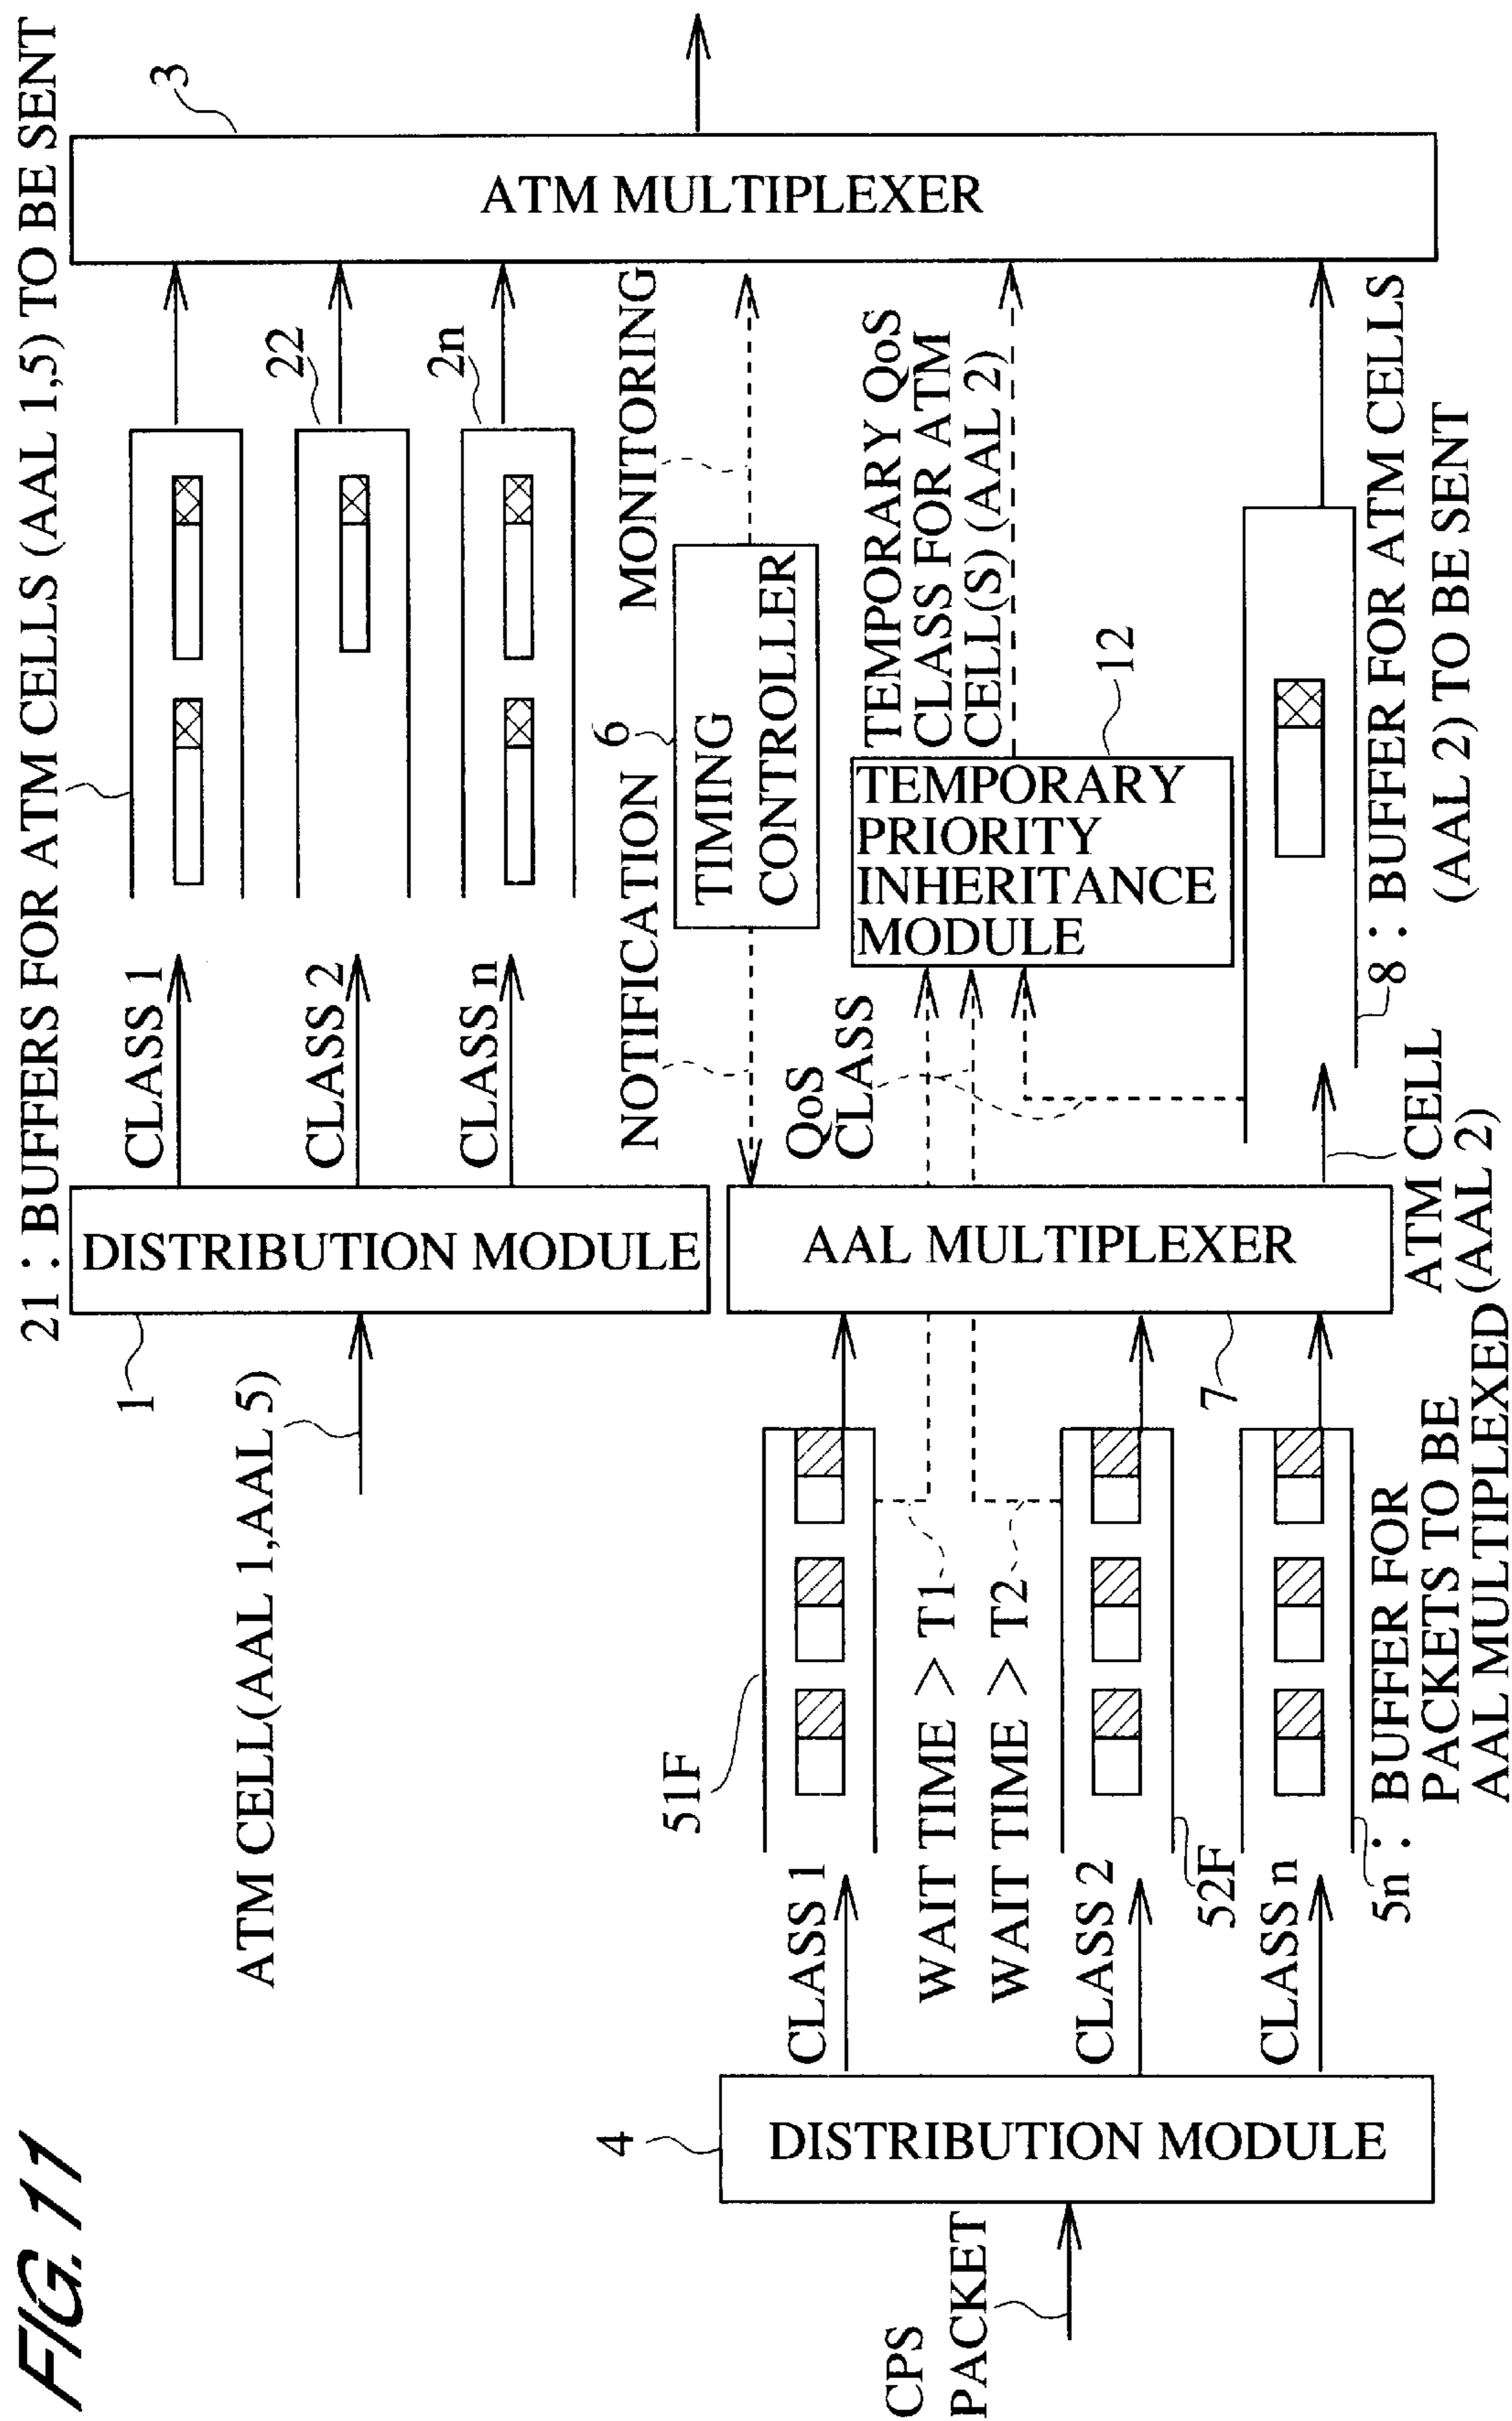 FIG. 11
21 : BUFFERS FOR ATM CELLS (AAL 1,5) TO BE SENT
3
ATM MULTIPLEXER
22
2n
CLASS 1
CLASS 2
CLASS n
DISTRIBUTION MODULE
1
ATM CELL(AAL 1,AAL 5)
MONITORING
NOTIFICATION
6
TIMING
CONTROLLER
TEMPORARY QoS
CLASS FOR ATM
CELL(S) (AAL 2)
12
TEMPORARY
PRIORITY
INHERITANCE
MODULE
QoS
CLASS
AAL MULTIPLEXER
7
8 : BUFFER FOR ATM CELLS
(AAL 2) TO BE SENT
ATM CELL
(AAL 2)
51F
WAIT TIME > T1
WAIT TIME > T2
52F
5n : BUFFER FOR
PACKETS TO BE
AAL MULTIPLEXED
CLASS 1
CLASS 2
CLASS n
4
DISTRIBUTION MODULE
CPS
PACKET